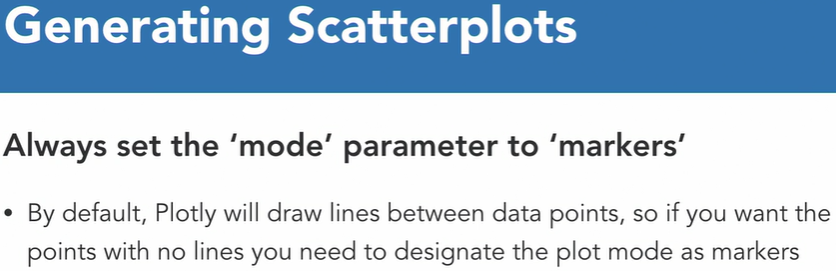 Generating Scatterplots
Always set the ‘mode’ parameter to ‘markers’
• By default, Plotly will draw lines between data points, so if you want the
points with no lines you need to designate the plot mode as markers